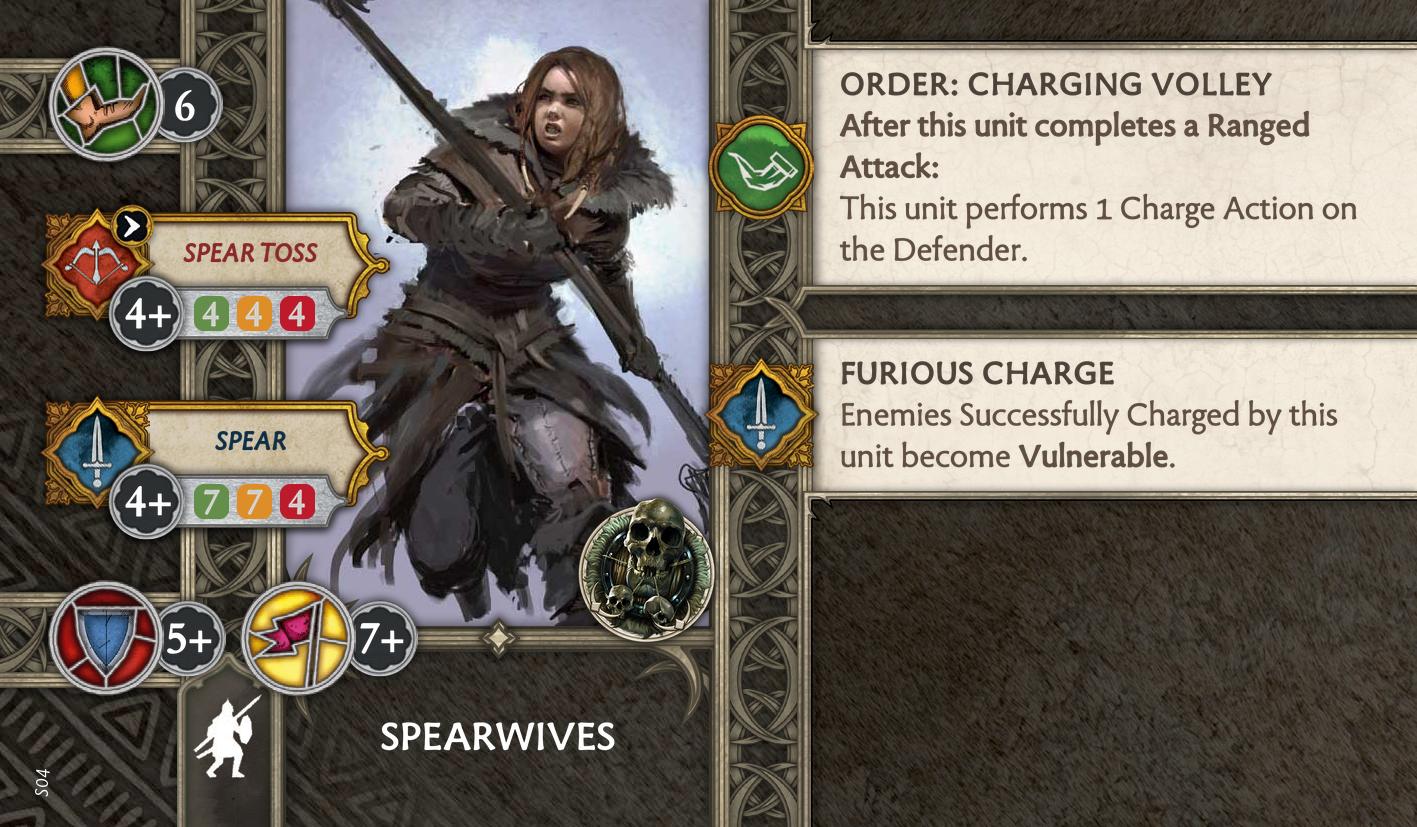 6
SPEAR TOSS
4+ 4 4 4
SPEAR
4+ 7 7 4
5+ 7+
SPEARWIVES
S04
ORDER: CHARGING VOLLEY
After this unit completes a Ranged
Attack:
This unit performs 1 Charge Action on
the Defender.
FURIOUS CHARGE
Enemies Successfully Charged by this
unit become Vulnerable.